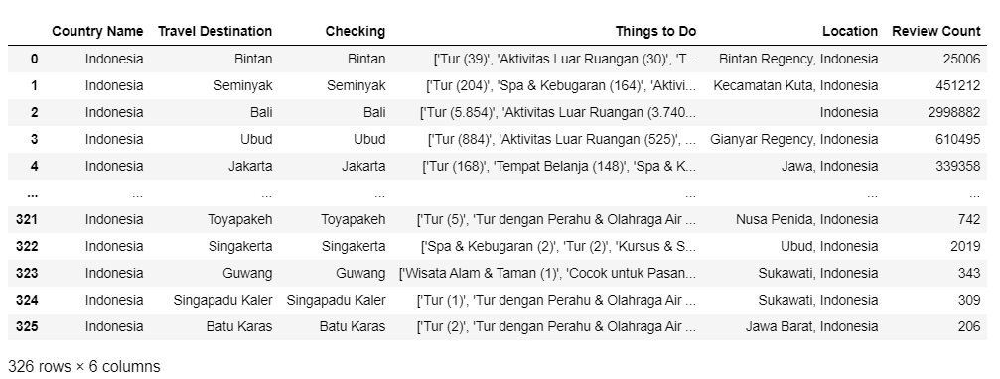 Country Name Travel Destination Checking Things to Do Location Review Count
0 Indonesia Bintan Bintan ['Tur (39)', 'Aktivitas Luar Ruangan (30)', 'T... Bintan Regency, Indonesia 25006
1 Indonesia Seminyak Seminyak ['Tur (204)', 'Spa & Kebugaran (164)', 'Aktivi... Kecamatan Kuta, Indonesia 451212
2 Indonesia Bali Bali ['Tur (5.854)', 'Aktivitas Luar Ruangan (3.740... Indonesia 2998882
3 Indonesia Ubud Ubud ['Tur (884)', 'Aktivitas Luar Ruangan (525)', ... Gianyar Regency, Indonesia 610495
4 Indonesia Jakarta Jakarta ['Tur (168)', 'Tempat Belanja (148)', 'Spa & K... Jawa, Indonesia 339358
... ... ... ... ... ... ...
321 Indonesia Toyapakeh Toyapakeh ['Tur (5)', 'Tur dengan Perahu & Olahraga Air ... Nusa Penida, Indonesia 742
322 Indonesia Singakerta Singakerta ['Spa & Kebugaran (2)', 'Tur (2)', 'Kursus & S... Ubud, Indonesia 2019
323 Indonesia Guwang Guwang ['Wisata Alam & Taman (1)', 'Cocok untuk Pasan... Sukawati, Indonesia 343
324 Indonesia Singapadu Kaler Singapadu Kaler ['Tur (1)', 'Tur dengan Perahu & Olahraga Air ... Sukawati, Indonesia 309
325 Indonesia Batu Karas Batu Karas ['Tur (2)', 'Tur dengan Perahu & Olahraga Air ... Jawa Barat, Indonesia 206
326 rows × 6 columns